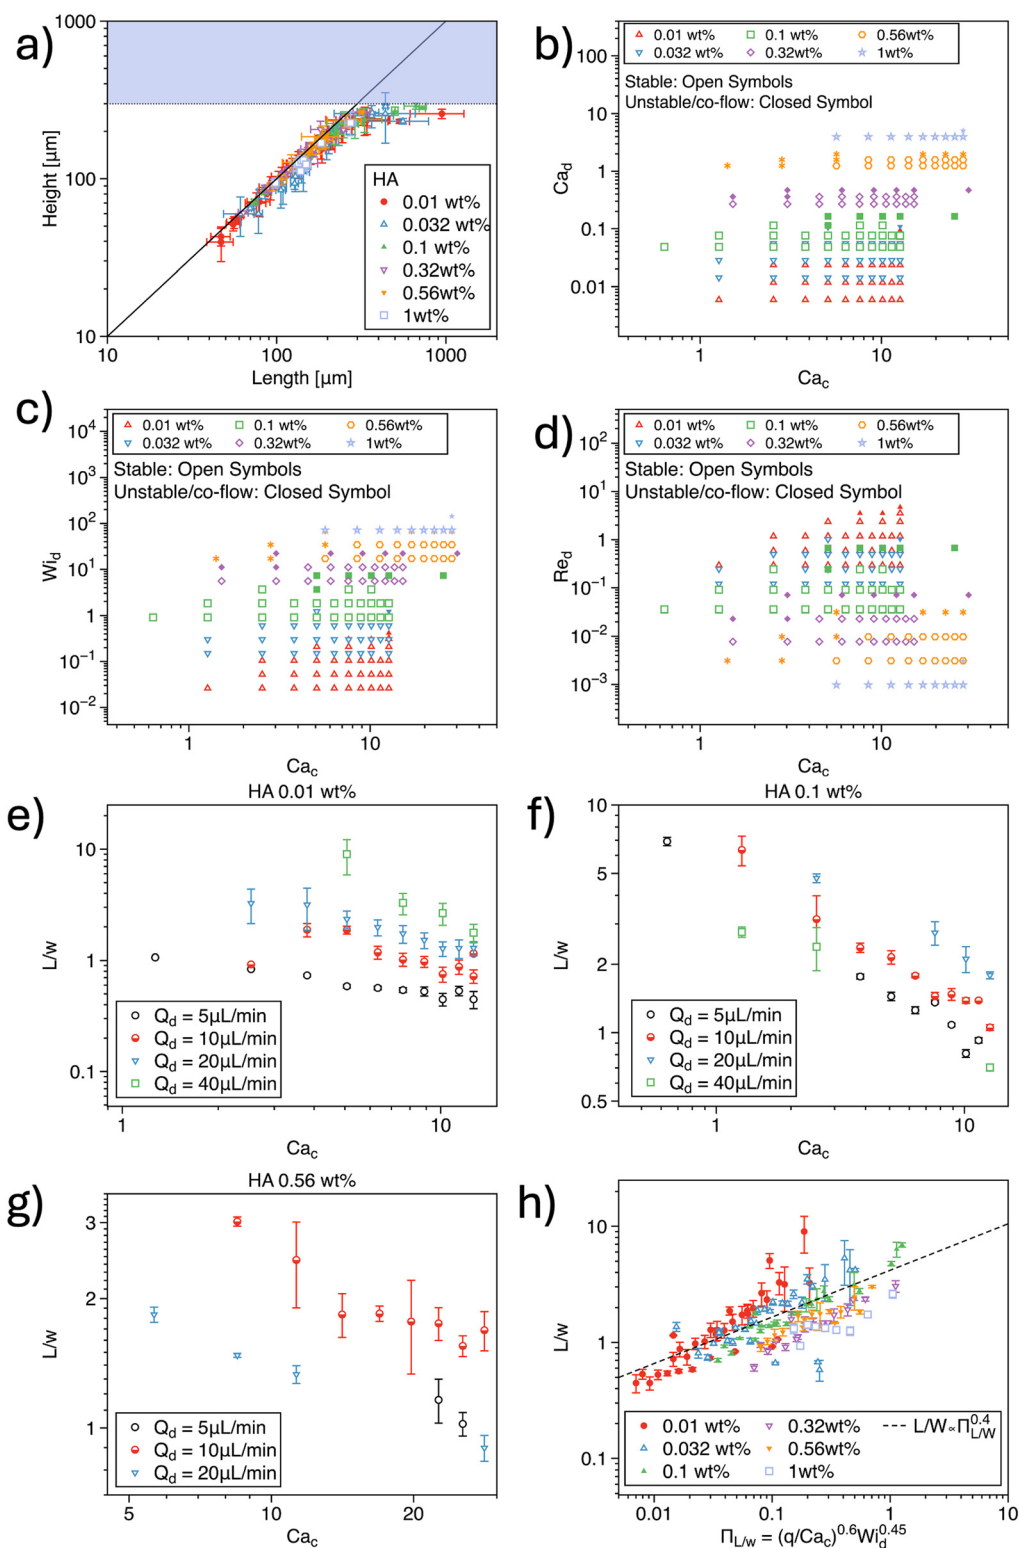 a)
1000
100
10
Height [µm]
10
100
1000
Length [µm]
HA
0.01 wt%
0.032 wt%
0.1 wt%
0.32wt%
0.56wt%
1wt%
b)
0.01 wt%
0.1 wt%
0.56wt%
0.032 wt%
0.32wt%
1wt%
Stable: Open Symbols
Unstable/co-flow: Closed Symbol
100
10
1
0.1
0.01
Ca_d
1
10
Ca_c
c)
0.01 wt%
0.1 wt%
0.56wt%
0.032 wt%
0.32wt%
1wt%
Stable: Open Symbols
Unstable/co-flow: Closed Symbol
10^4
10^3
10^2
10^1
1
10^-1
10^-2
Wi_d
1
10
Ca_c
d)
0.01 wt%
0.1 wt%
0.56wt%
0.032 wt%
0.32wt%
1wt%
Stable: Open Symbols
Unstable/co-flow: Closed Symbol
10^2
10^1
1
10^-1
10^-2
10^-3
Re_d
1
10
Ca_c
e)
HA 0.01 wt%
10
1
0.1
L/w
Q_d = 5µL/min
Q_d = 10µL/min
Q_d = 20µL/min
Q_d = 40µL/min
1
10
Ca_c
f)
HA 0.1 wt%
10
5
2
1
0.5
L/w
Q_d = 5µL/min
Q_d = 10µL/min
Q_d = 20µL/min
Q_d = 40µL/min
1
10
Ca_c
g)
HA 0.56 wt%
3
2
1
L/w
Q_d = 5µL/min
Q_d = 10µL/min
Q_d = 20µL/min
5
10
20
Ca_c
h)
10
1
0.1
L/w
0.01 wt%
0.32wt%
L/W∝Π_L/W^0.4
0.032 wt%
0.56wt%
0.1 wt%
1wt%
0.01
0.1
1
10
Π_L/w = (q/Ca_c)^0.6Wi_d^0.45